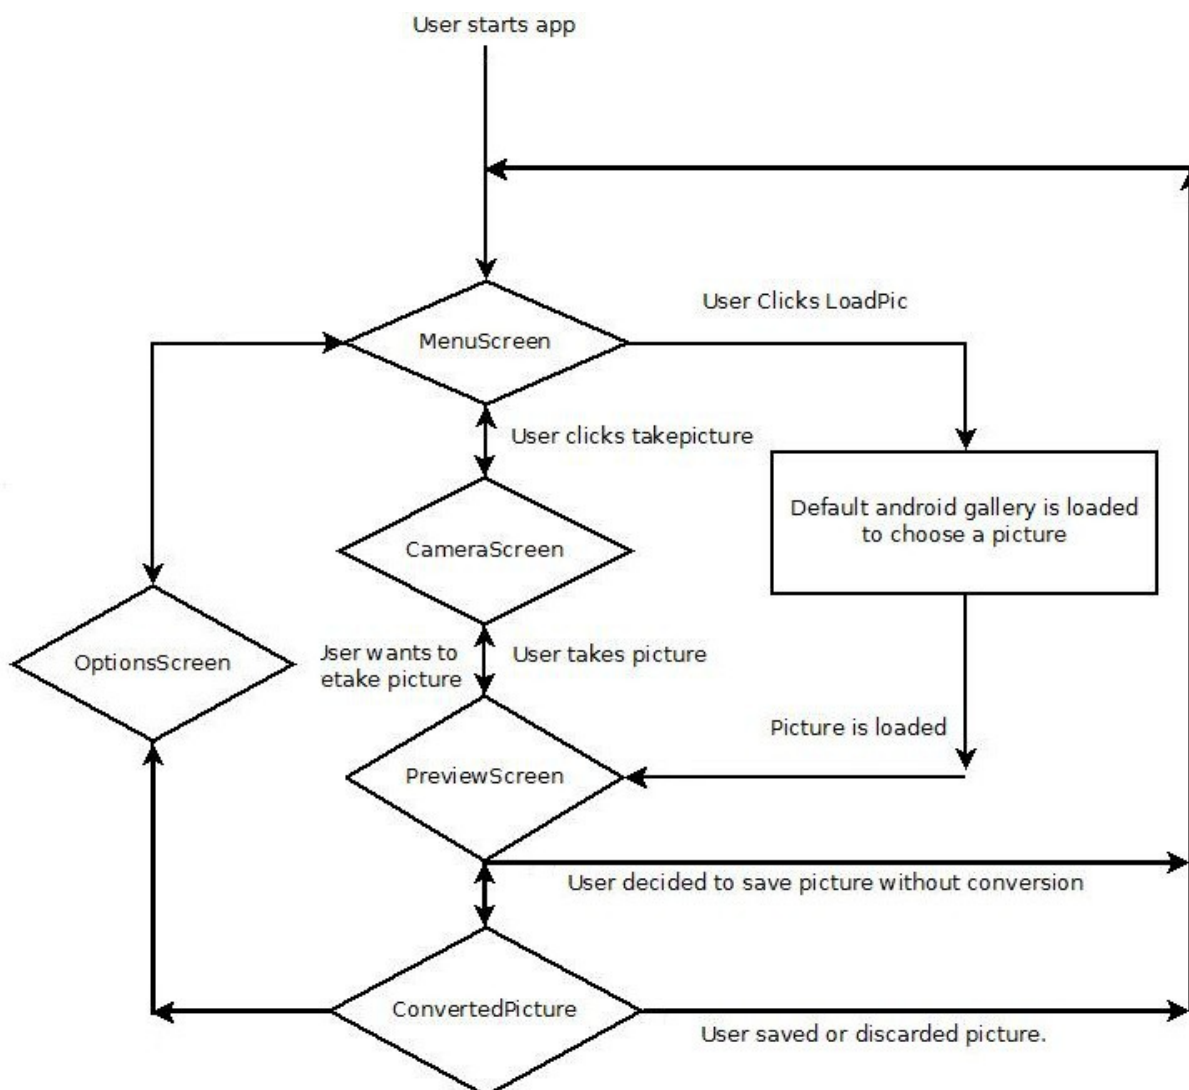 User starts app
User Clicks LoadPic
MenuScreen
User clicks takepicture
Default android gallery is loaded
to choose a picture
CameraScreen
OptionsScreen
Jser wants to
etake picture
User takes picture
Picture is loaded
PreviewScreen
User decided to save picture without conversion
ConvertedPicture
User saved or discarded picture.